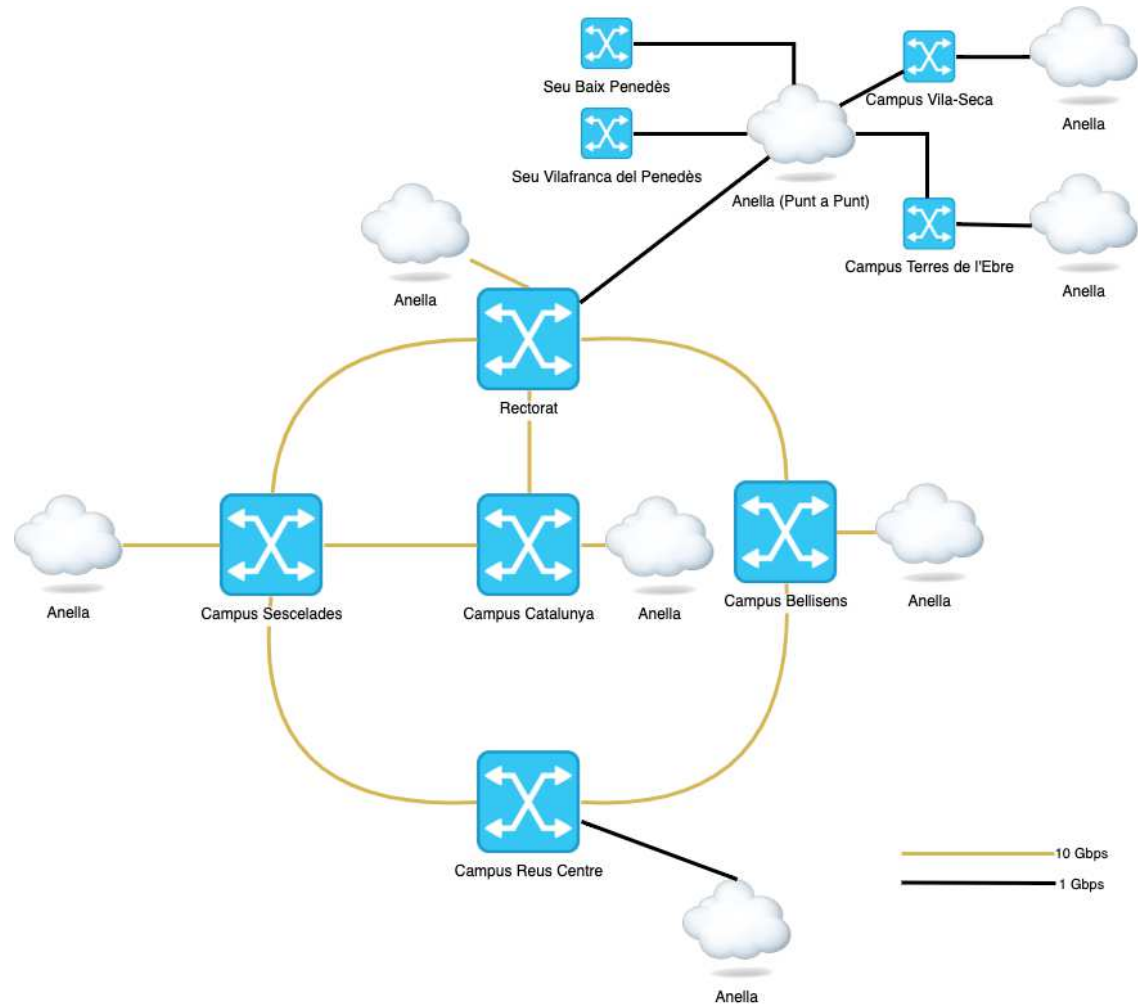 Seu Baix Penedès
Campus Vila-Seca
Anella
Seu Vilafranca del Penedès
Anella (Punt a Punt)
Campus Terres de l'Ebre
Anella
Anella
Rectorat
Anella
Campus Sescelades
Campus Catalunya
Anella
Campus Bellisens
Anella
Campus Reus Centre
10 Gbps
1 Gbps
Anella